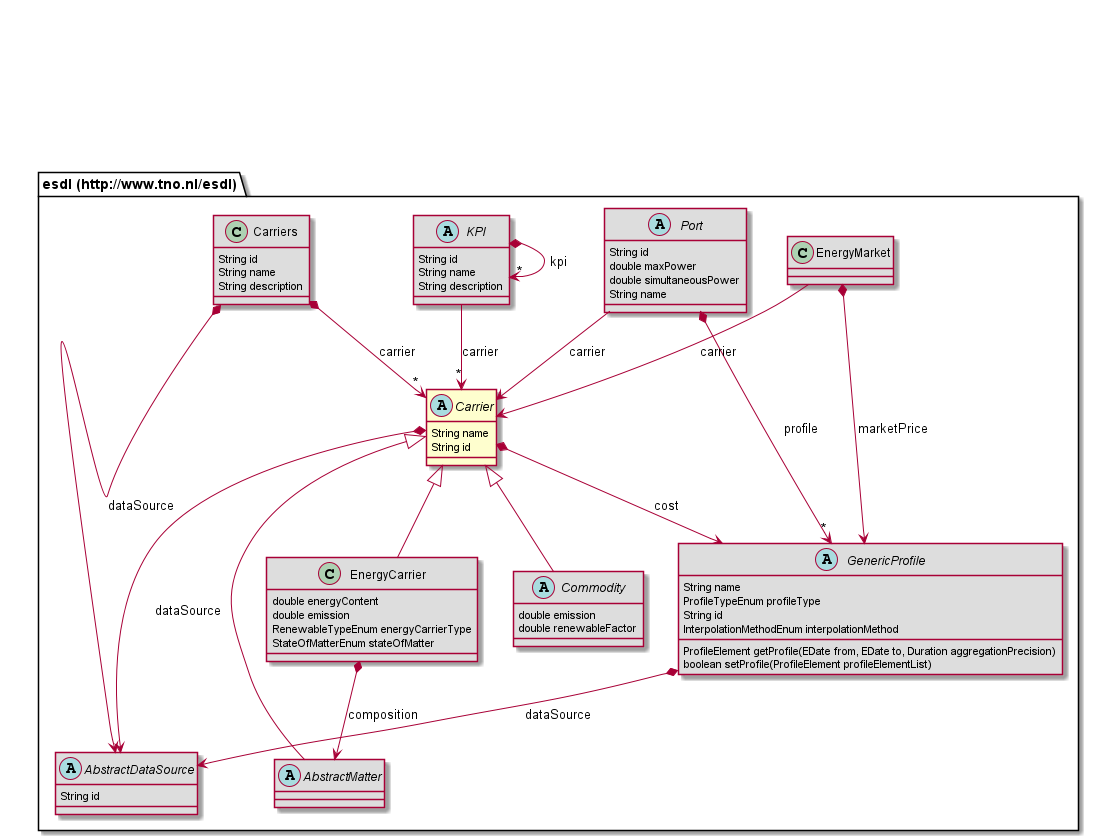 esdl (http://www.tno.nl/esdl)
C Carriers
String id
String name
String description
A KPI
String id
String name
String description
* kpi
A Port
String id
double maxPower
double simultaneousPower
String name
C EnergyMarket
carrier
*
carrier
*
carrier
carrier
A Carrier
String name
String id
profile
*
marketPrice
dataSource
cost
C EnergyCarrier
double energyContent
double emission
RenewableTypeEnum energyCarrierType
StateOfMatterEnum stateOfMatter
A Commodity
double emission
double renewableFactor
A GenericProfile
String name
ProfileTypeEnum profileType
String id
InterpolationMethodEnum interpolationMethod
ProfileElement getProfile(EDate from, EDate to, Duration aggregationPrecision)
boolean setProfile(ProfileElement profileElementList)
dataSource
composition
dataSource
A AbstractDataSource
String id
A AbstractMatter